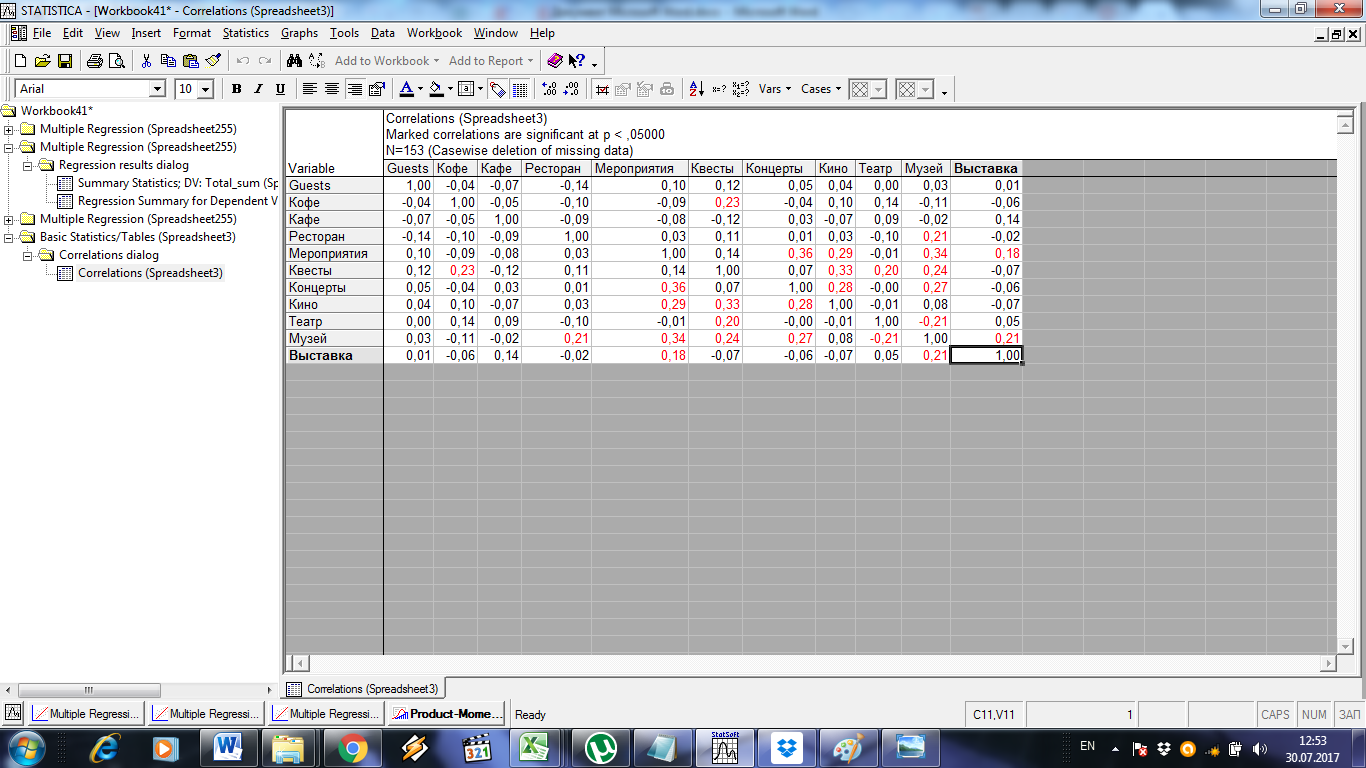 STATISTICA - [Workbook41* - Correlations (Spreadsheet3)]
File Edit View Insert Format Statistics Graphs Tools Data Workbook Window Help
Add to Workbook Add to Report
Arial 10 B I U Vars Cases
Workbook41*
Multiple Regression (Spreadsheet255)
Multiple Regression (Spreadsheet255)
Regression results dialog
Summary Statistics; DV: Total_sum (Sp
Regression Summary for Dependent V
Multiple Regression (Spreadsheet255)
Basic Statistics/Tables (Spreadsheet3)
Correlations dialog
Correlations (Spreadsheet3)
Correlations (Spreadsheet3)
Marked correlations are significant at p < ,05000
N=153 (Casewise deletion of missing data)
Variable Guests Кофе Кафе Ресторан Мероприятия Квесты Концерты Кино Театр Музей Выставка
Guests 1,00 -0,04 -0,07 -0,14 0,10 0,12 0,05 0,04 0,00 0,03 0,01
Кофе -0,04 1,00 -0,05 -0,10 -0,09 0,23 -0,04 0,10 0,14 -0,11 -0,06
Кафе -0,07 -0,05 1,00 -0,09 -0,08 -0,12 0,03 -0,07 0,09 -0,02 0,14
Ресторан -0,14 -0,10 -0,09 1,00 0,03 0,11 0,01 0,03 -0,10 0,21 -0,02
Мероприятия 0,10 -0,09 -0,08 0,03 1,00 0,14 0,36 0,29 -0,01 0,34 0,18
Квесты 0,12 0,23 -0,12 0,11 0,14 1,00 0,07 0,33 0,20 0,24 -0,07
Концерты 0,05 -0,04 0,03 0,01 0,36 0,07 1,00 0,28 -0,00 0,27 -0,06
Кино 0,04 0,10 -0,07 0,03 0,29 0,33 0,28 1,00 -0,01 0,08 -0,07
Театр 0,00 0,14 0,09 -0,10 -0,01 0,20 -0,00 -0,01 1,00 -0,21 0,05
Музей 0,03 -0,11 -0,02 0,21 0,34 0,24 0,27 0,08 -0,21 1,00 0,21
Выставка 0,01 -0,06 0,14 -0,02 0,18 -0,07 -0,06 -0,07 0,05 0,21 1,00
Correlations (Spreadsheet3)
Multiple Regressi... Multiple Regressi... Multiple Regressi... Product-Mome... Ready C11,V11 1 CAPS NUM ЗАП
StatSoft
321
EN 12:53
30.07.2017